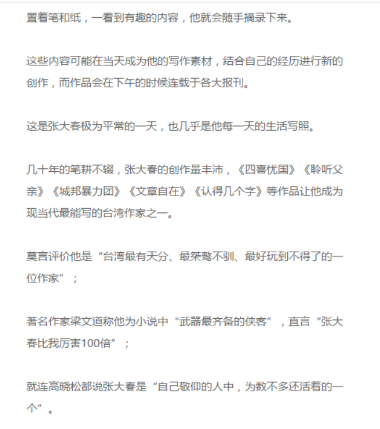 置着笔和纸，一看到有趣的内容，他就会随手摘录下来。
这些内容可能在当天成为他的写作素材，结合自己的经历进行新的
创作，而作品会在下午的时候连载于各大报刊。
这是张大春极为平常的一天，也几乎是他每一天的生活写照。
几十年的笔耕不辍，张大春的创作量丰沛，《四喜忧国》《聆听父
亲》《城邦暴力团》《文章自在》《认得几个字》等作品让他成为
现当代最能写的台湾作家之一。
莫言评价他是“台湾最有天分、最桀骜不驯、最好玩到不得了的一
位作家”；
著名作家梁文道称他为小说中“武器最齐备的侠客”，直言“张大
春比我厉害100倍”；
就连高晓松都说张大春是“自己敬仰的人中，为数不多还活着的一
个”。